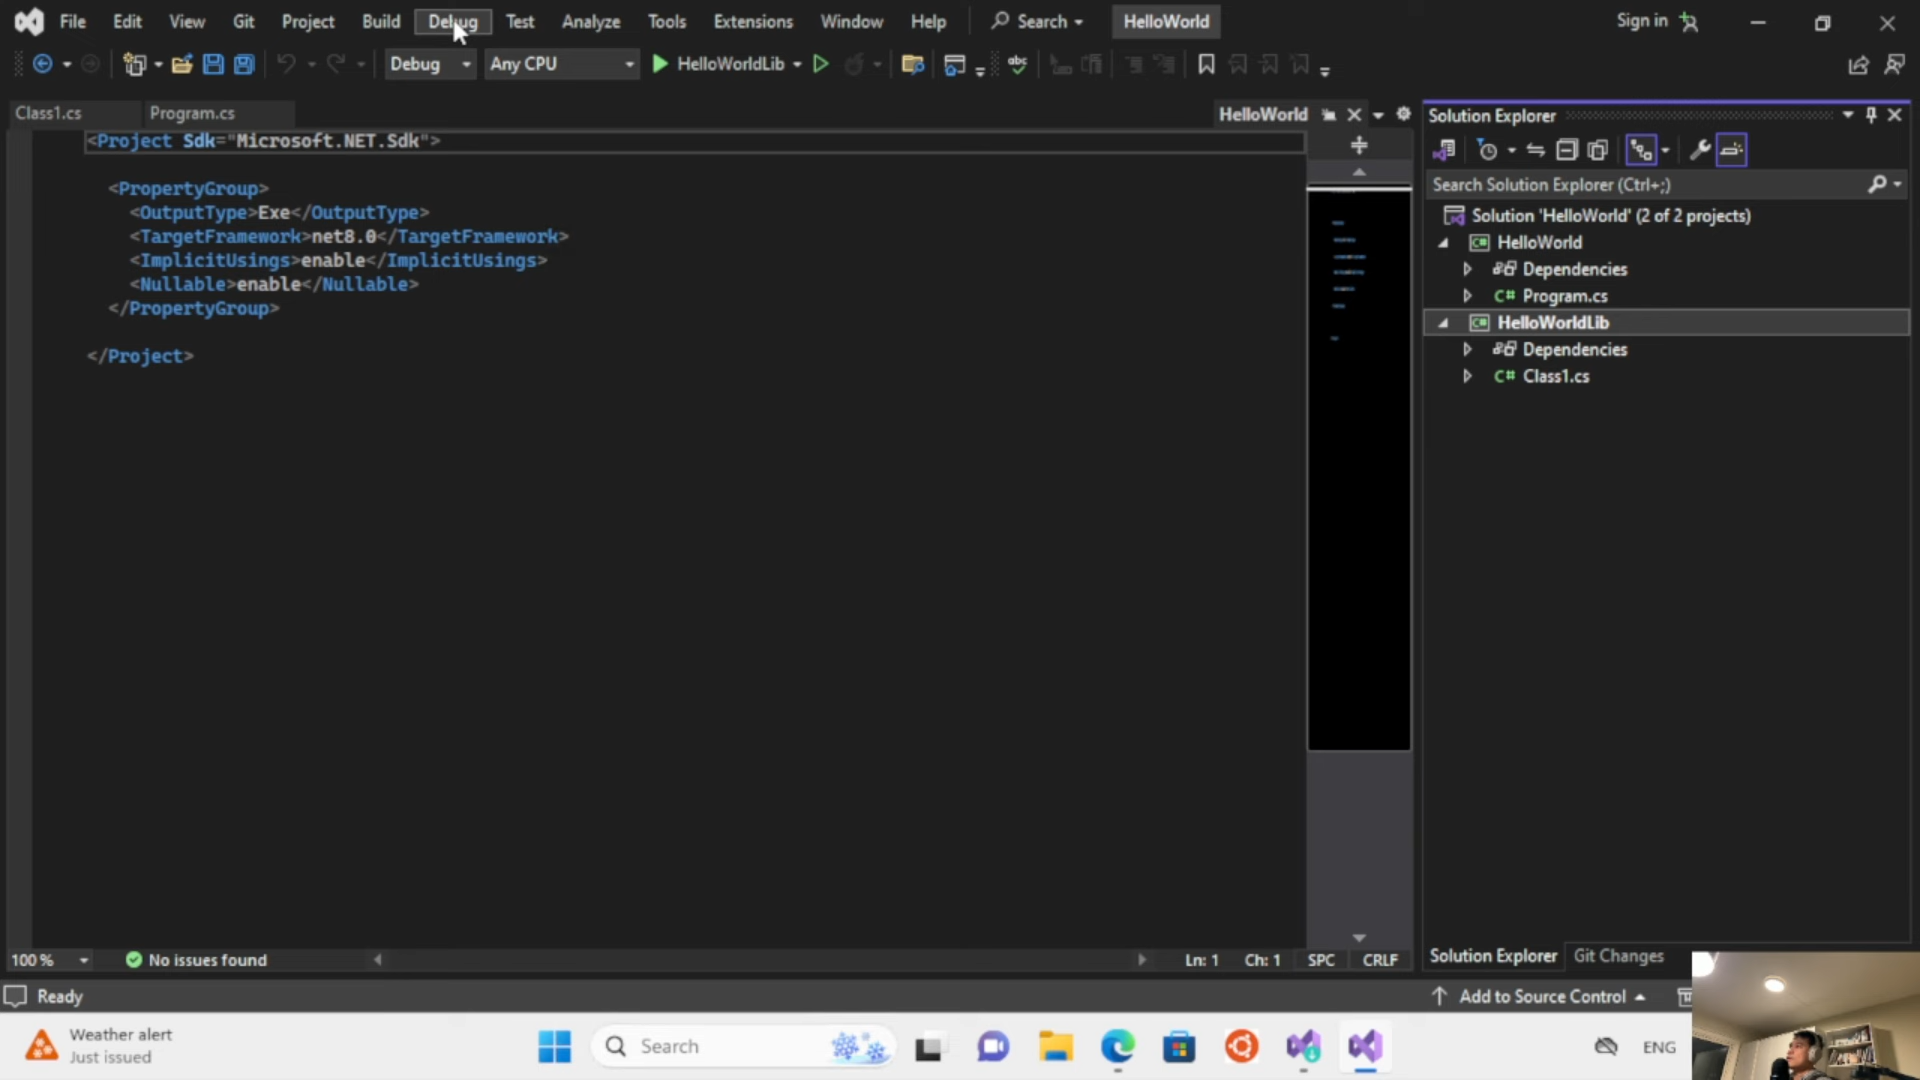 File Edit View Git Project Build Debug Test Analyze Tools Extensions Window Help Search HelloWorld Sign in
Debug Any CPU HelloWorldLib abc
Class1.cs Program.cs HelloWorld
<Project Sdk="Microsoft.NET.Sdk">
<PropertyGroup>
<OutputType>Exe</OutputType>
<TargetFramework>net8.0</TargetFramework>
<ImplicitUsings>enable</ImplicitUsings>
<Nullable>enable</Nullable>
</PropertyGroup>
</Project>
Solution Explorer
Search Solution Explorer (Ctrl+;)
Solution 'HelloWorld' (2 of 2 projects)
C# HelloWorld
Dependencies
C# Program.cs
C# HelloWorldLib
Dependencies
C# Class1.cs
100 % No issues found Ln: 1 Ch: 1 SPC CRLF
Solution Explorer Git Changes
Ready Add to Source Control
Weather alert
Just issued
Search
ENG